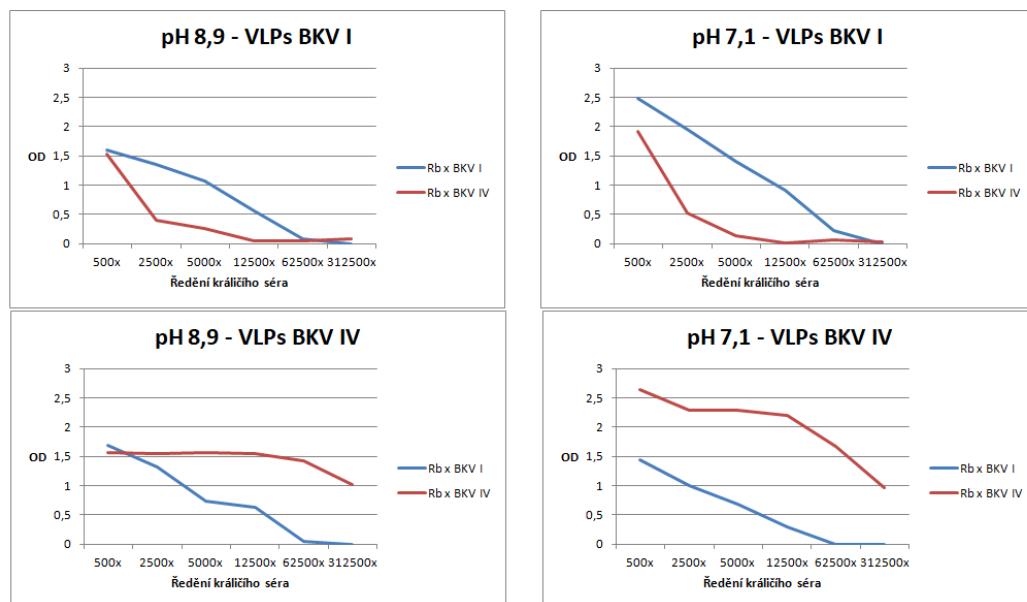 pH 8,9 - VLPs BKV I
3
2,5
2
OD 1,5
1
0,5
0
500x 2500x 5000x 12500x 62500x 312500x
Ředění králičího séra
Rb x BKV I
Rb x BKV IV
pH 7,1 - VLPs BKV I
3
2,5
2
OD 1,5
1
0,5
0
500x 2500x 5000x 12500x 62500x 312500x
Ředění králičího séra
Rb x BKV I
Rb x BKV IV
pH 8,9 - VLPs BKV IV
3
2,5
2
OD 1,5
1
0,5
0
500x 2500x 5000x 12500x 62500x 312500x
Ředění králičího séra
Rb x BKV I
Rb x BKV IV
pH 7,1 - VLPs BKV IV
3
2,5
2
OD 1,5
1
0,5
0
500x 2500x 5000x 12500x 62500x 312500x
Ředění králičího séra
Rb x BKV I
Rb x BKV IV